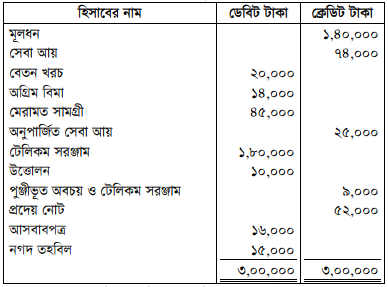 হিসাবের নাম ডেবিট টাকা ক্রেডিট টাকা
মূলধন ১,৪০,০০০
সেবা আয় ৭৪,০০০
বেতন খরচ ২০,০০০
অগ্রিম বিমা ১৪,০০০
মেরামত সামগ্রী ৪৫,০০০
অনুপার্জিত সেবা আয় ২৫,০০০
টেলিকম সরঞ্জাম ১,৮০,০০০
উত্তোলন ১০,০০০
পুঞ্জীভূত অবচয় ও টেলিকম সরঞ্জাম ৯,০০০
প্রদেয় নোট ৫২,০০০
আসবাবপত্র ১৬,০০০
নগদ তহবিল ১৫,০০০
৩,০০,০০০ ৩,০০,০০০